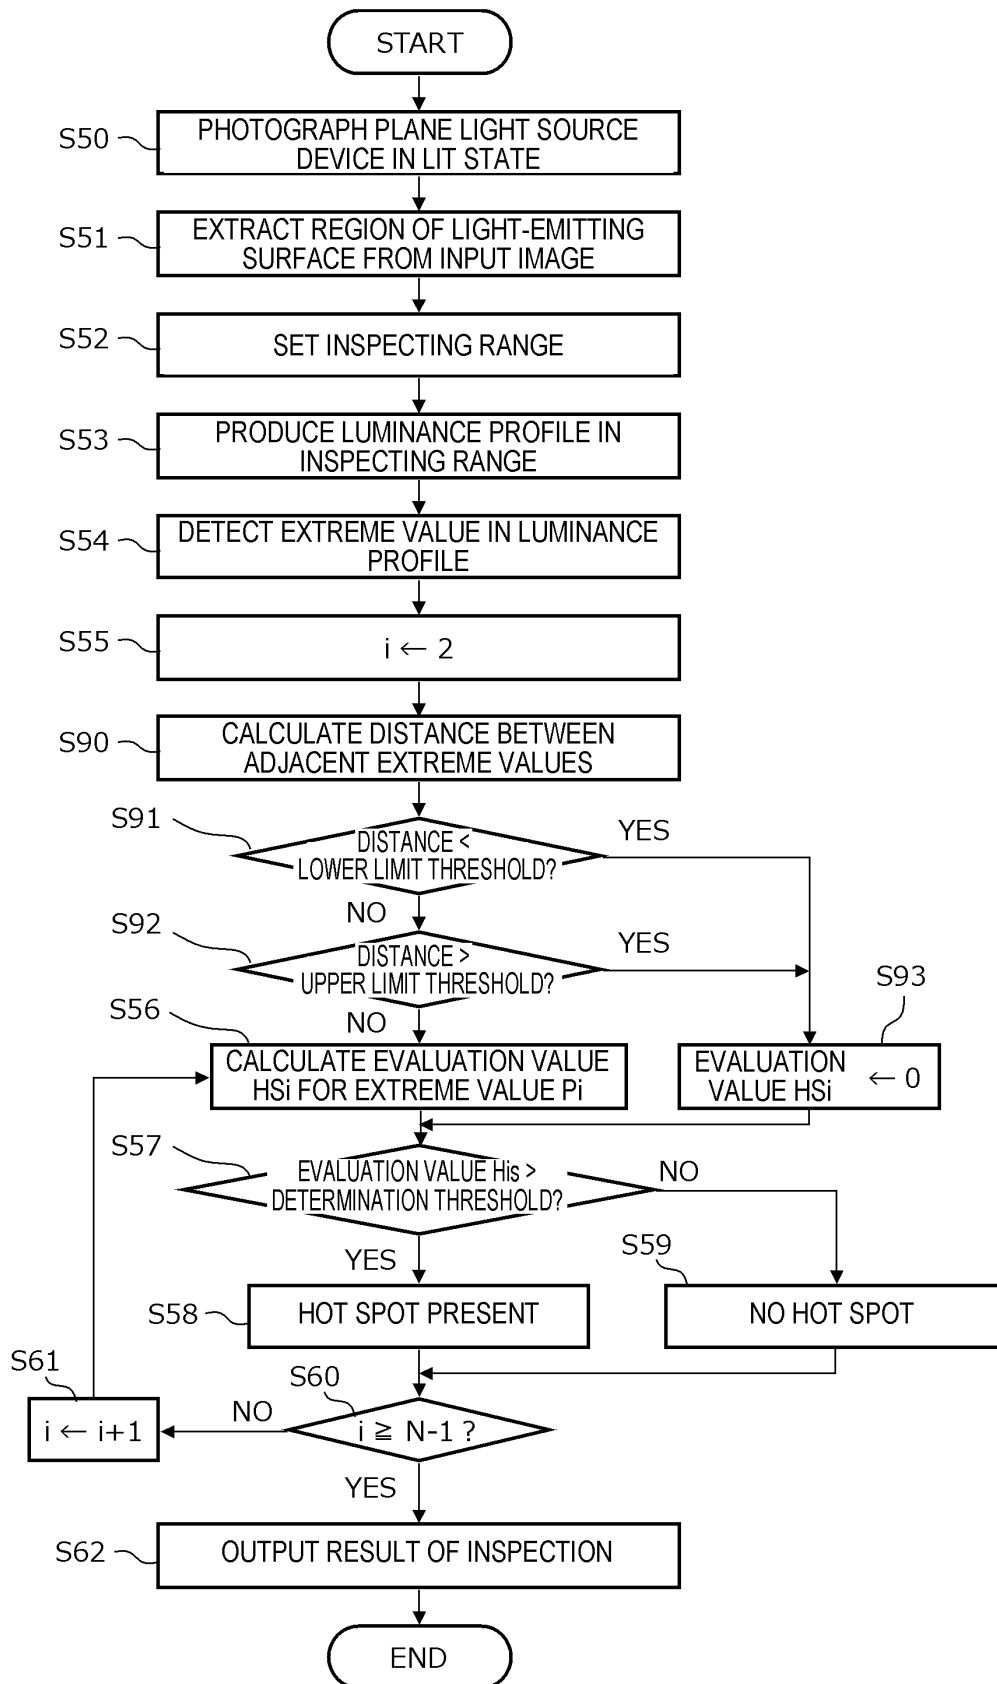 START
S50
PHOTOGRAPH PLANE LIGHT SOURCE
DEVICE IN LIT STATE
S51
EXTRACT REGION OF LIGHT-EMITTING
SURFACE FROM INPUT IMAGE
S52
SET INSPECTING RANGE
S53
PRODUCE LUMINANCE PROFILE IN
INSPECTING RANGE
S54
DETECT EXTREME VALUE IN LUMINANCE
PROFILE
S55
i ← 2
S90
CALCULATE DISTANCE BETWEEN
ADJACENT EXTREME VALUES
S91
DISTANCE <
LOWER LIMIT THRESHOLD?
YES
NO
S92
DISTANCE >
UPPER LIMIT THRESHOLD?
YES
NO
S93
EVALUATION
VALUE HSi ← 0
S56
CALCULATE EVALUATION VALUE
HSi FOR EXTREME VALUE Pi
S57
EVALUATION VALUE His >
DETERMINATION THRESHOLD?
NO
YES
S58
HOT SPOT PRESENT
S59
NO HOT SPOT
S60
i ≧ N-1 ?
NO
S61
i ← i+1
YES
S62
OUTPUT RESULT OF INSPECTION
END